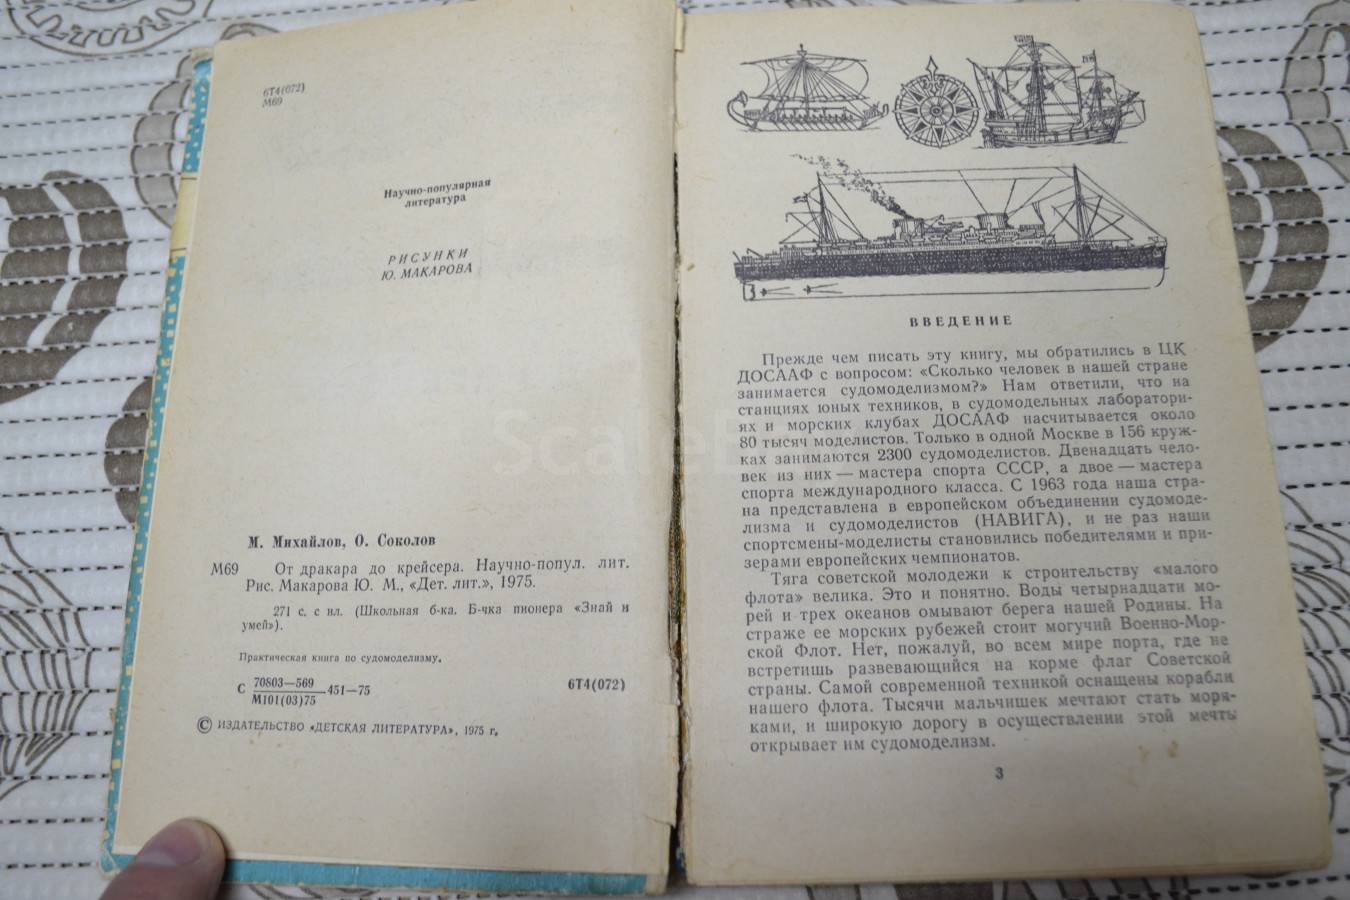 6Т4(072)
М69
Научно-популярная
литература
РИСУНКИ
Ю. МАКАРОВА
М. Михайлов, О. Соколов
М69 От дракара до крейсера. Научно-попул. лит.
Рис. Макарова Ю. М., «Дет. лит.», 1975.
271 с. с ил. (Школьная б-ка. Б-чка пионера «Знай и
умей»).
Практическая книга по судомоделизму.
С 70803—569
М101(03)75 451—75 6Т4(072)
© ИЗДАТЕЛЬСТВО «ДЕТСКАЯ ЛИТЕРАТУРА», 1975 г.
ВВЕДЕНИЕ
Прежде чем писать эту книгу, мы обратились в ЦК
ДОСААФ с вопросом: «Сколько человек в нашей стране
занимается судомоделизмом?» Нам ответили, что на
станциях юных техников, в судомодельных лаборатори-
ях и морских клубах ДОСААФ насчитывается около
80 тысяч моделистов. Только в одной Москве в 156 круж-
ках занимаются 2300 судомоделистов. Двенадцать чело-
век из них — мастера спорта СССР, а двое — мастера
спорта международного класса. С 1963 года наша стра-
на представлена в европейском объединении судомоде-
лизма и судомоделистов (НАВИГА), и не раз наши
спортсмены-моделисты становились победителями и при-
зерами европейских чемпионатов.
Тяга советской молодежи к строительству «малого
флота» велика. Это и понятно. Воды четырнадцати мо-
рей и трех океанов омывают берега нашей Родины. На
страже ее морских рубежей стоит могучий Военно-Мор-
ской Флот. Нет, пожалуй, во всем мире порта, где не
встретишь развевающийся на корме флаг Советской
страны. Самой современной техникой оснащены корабли
нашего флота. Тысячи мальчишек мечтают стать моря-
ками, и широкую дорогу в осуществлении этой мечты
открывает им судомоделизм.
3